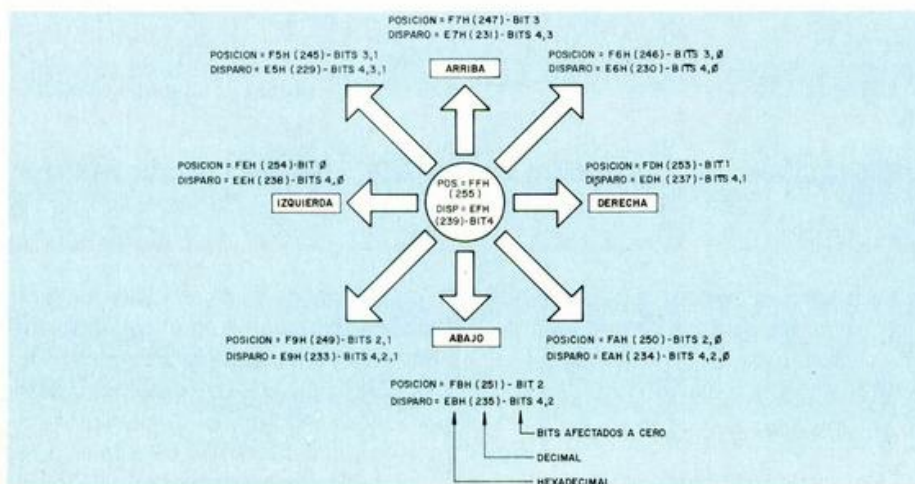 POSICION = F7H (247) - BIT 3
DISPARO = E7H (231) - BITS 4,3
POSICION = F5H (245) - BITS 3,1
DISPARO = E5H (229) - BITS 4,3,1
ARRIBA
POSICION = F6H (246) - BITS 3,Ø
DISPARO = E6H (230) - BITS 4,Ø
POSICION = FEH (254) - BIT Ø
DISPARO = EEH (238) - BITS 4,Ø
IZQUIERDA
POS. = FFH
(255)
DISP = EFH
(239) - BIT 4
POSICION = FDH (253) - BIT 1
DISPARO = EDH (237) - BITS 4,1
DERECHA
POSICION = F9H (249) - BITS 2,1
DISPARO = E9H (233) - BITS 4,2,1
ABAJO
POSICION = FAH (250) - BITS 2,Ø
DISPARO = EAH (234) - BITS 4,2,Ø
POSICION = FBH (251) - BIT 2
DISPARO = EBH (235) - BITS 4,2
BITS AFECTADOS A CERO
DECIMAL
HEXADECIMAL